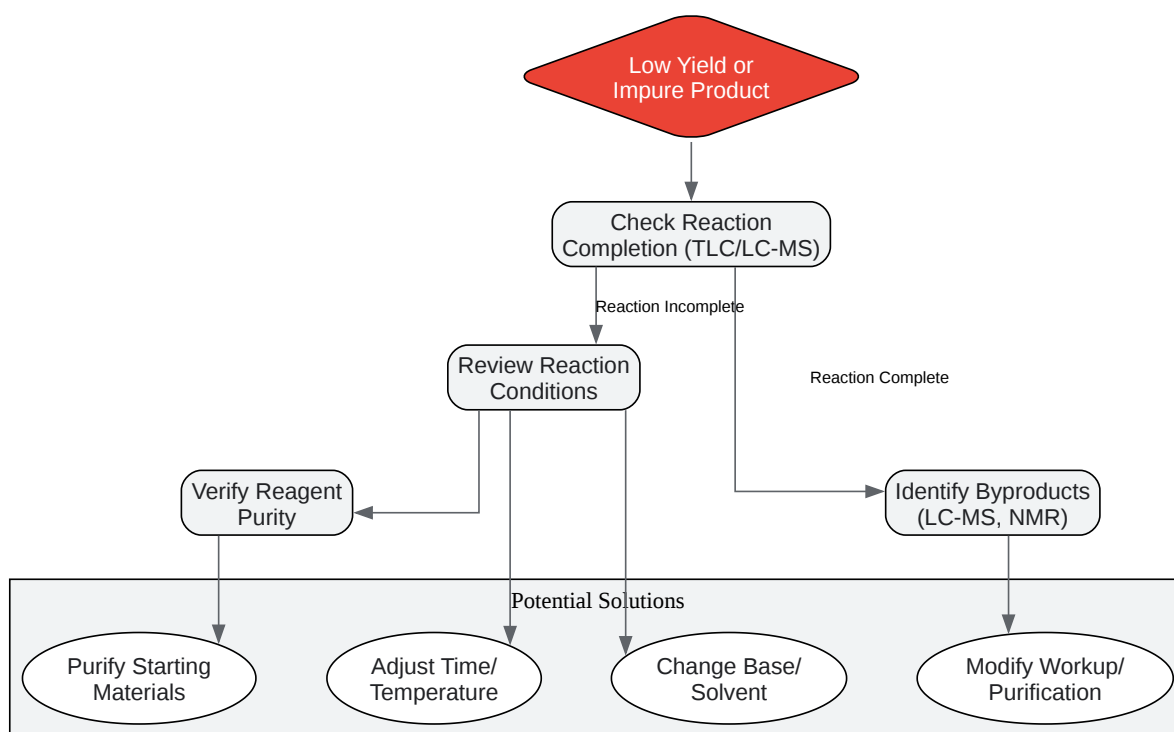 Low Yield or
Impure Product
Check Reaction
Completion (TLC/LC-MS)
Reaction Incomplete
Review Reaction
Conditions
Reaction Complete
Verify Reagent
Purity
Identify Byproducts
(LC-MS, NMR)
Potential Solutions
Purify Starting
Materials
Adjust Time/
Temperature
Change Base/
Solvent
Modify Workup/
Purification